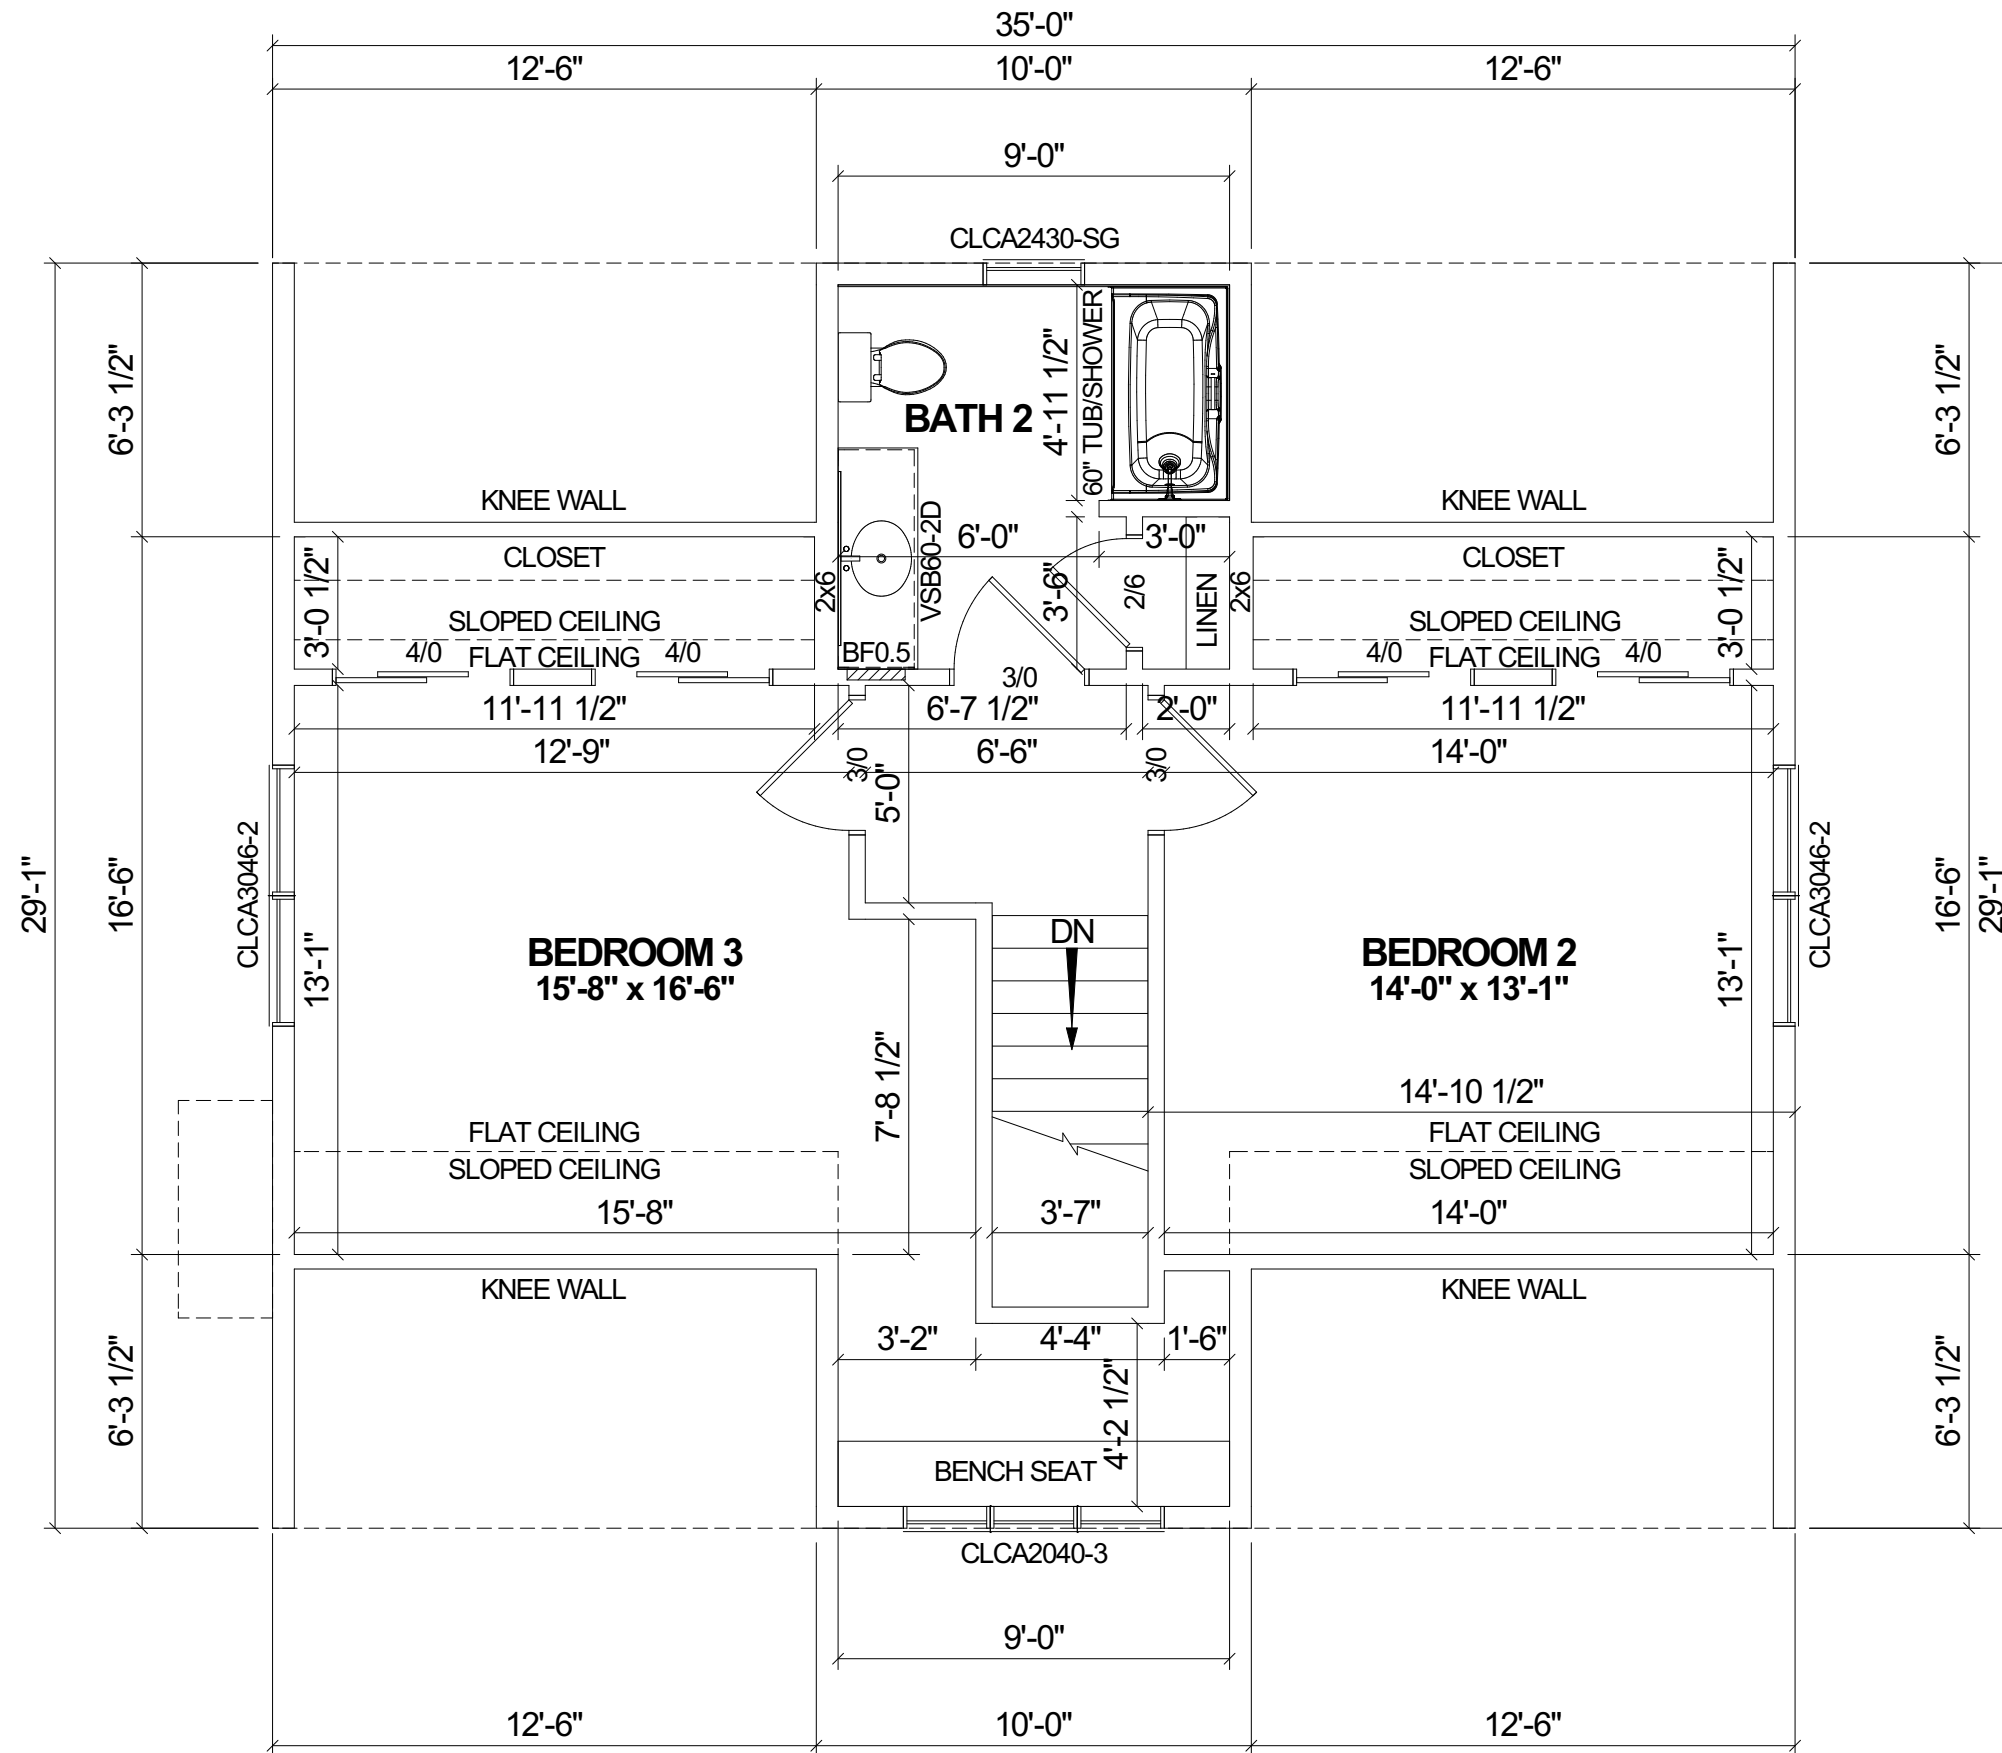 35'-0"
12'-6"
10'-0"
12'-6"
9'-0"
CLCA2430-SG
6'-3 1/2"
4'-11 1/2"
60" TUB/SHOWER
6'-3 1/2"
BATH 2
KNEE WALL
KNEE WALL
VSB60-2D
6'-0"
3'-0"
CLOSET
CLOSET
3'-0 1/2"
2x6
3'-6"
2/6
LINEN
2x6
3'-0 1/2"
SLOPED CEILING
SLOPED CEILING
4/0
FLAT CEILING
4/0
BF0.5
4/0
FLAT CEILING
4/0
3/0
11'-11 1/2"
6'-7 1/2"
2'-0"
11'-11 1/2"
12'-9"
6'-6"
14'-0"
3/0
5'-0"
3/0
29'-1"
16'-6"
CLCA3046-2
CLCA3046-2
16'-6"
29'-1"
DN
13'-1"
BEDROOM 3
15'-8" x 16'-6"
BEDROOM 2
14'-0" x 13'-1"
13'-1"
7'-8 1/2"
14'-10 1/2"
FLAT CEILING
FLAT CEILING
SLOPED CEILING
SLOPED CEILING
15'-8"
3'-7"
14'-0"
KNEE WALL
KNEE WALL
3'-2"
4'-4"
1'-6"
6'-3 1/2"
4'-2 1/2"
6'-3 1/2"
BENCH SEAT
CLCA2040-3
9'-0"
12'-6"
10'-0"
12'-6"